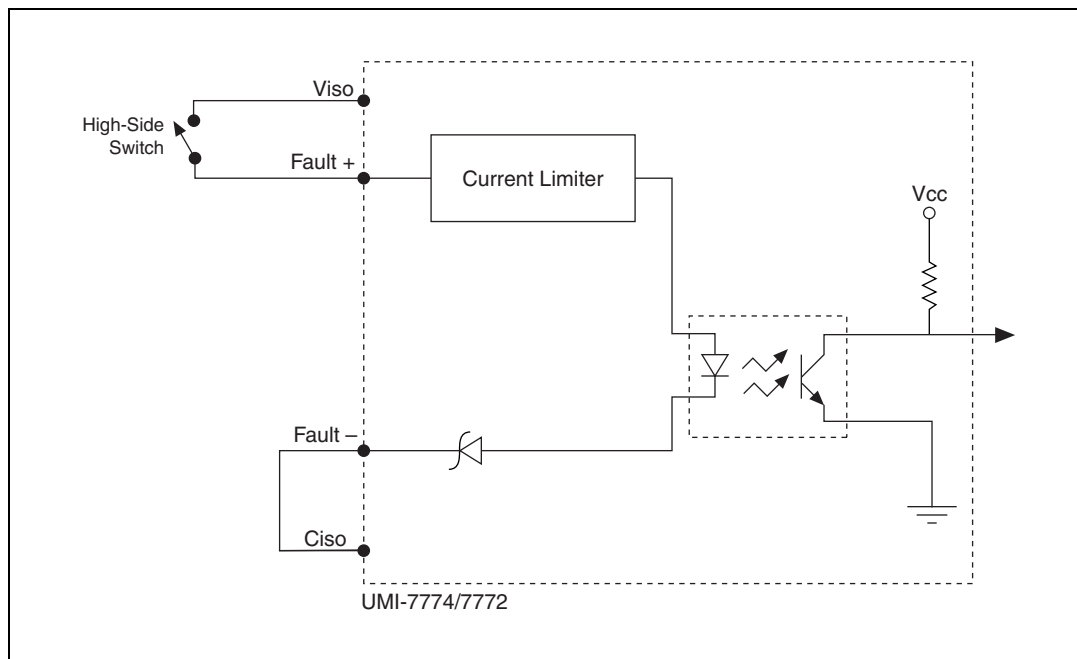 Viso
High-Side
Switch
Fault +
Current Limiter
Vcc
Fault –
Ciso
UMI-7774/7772